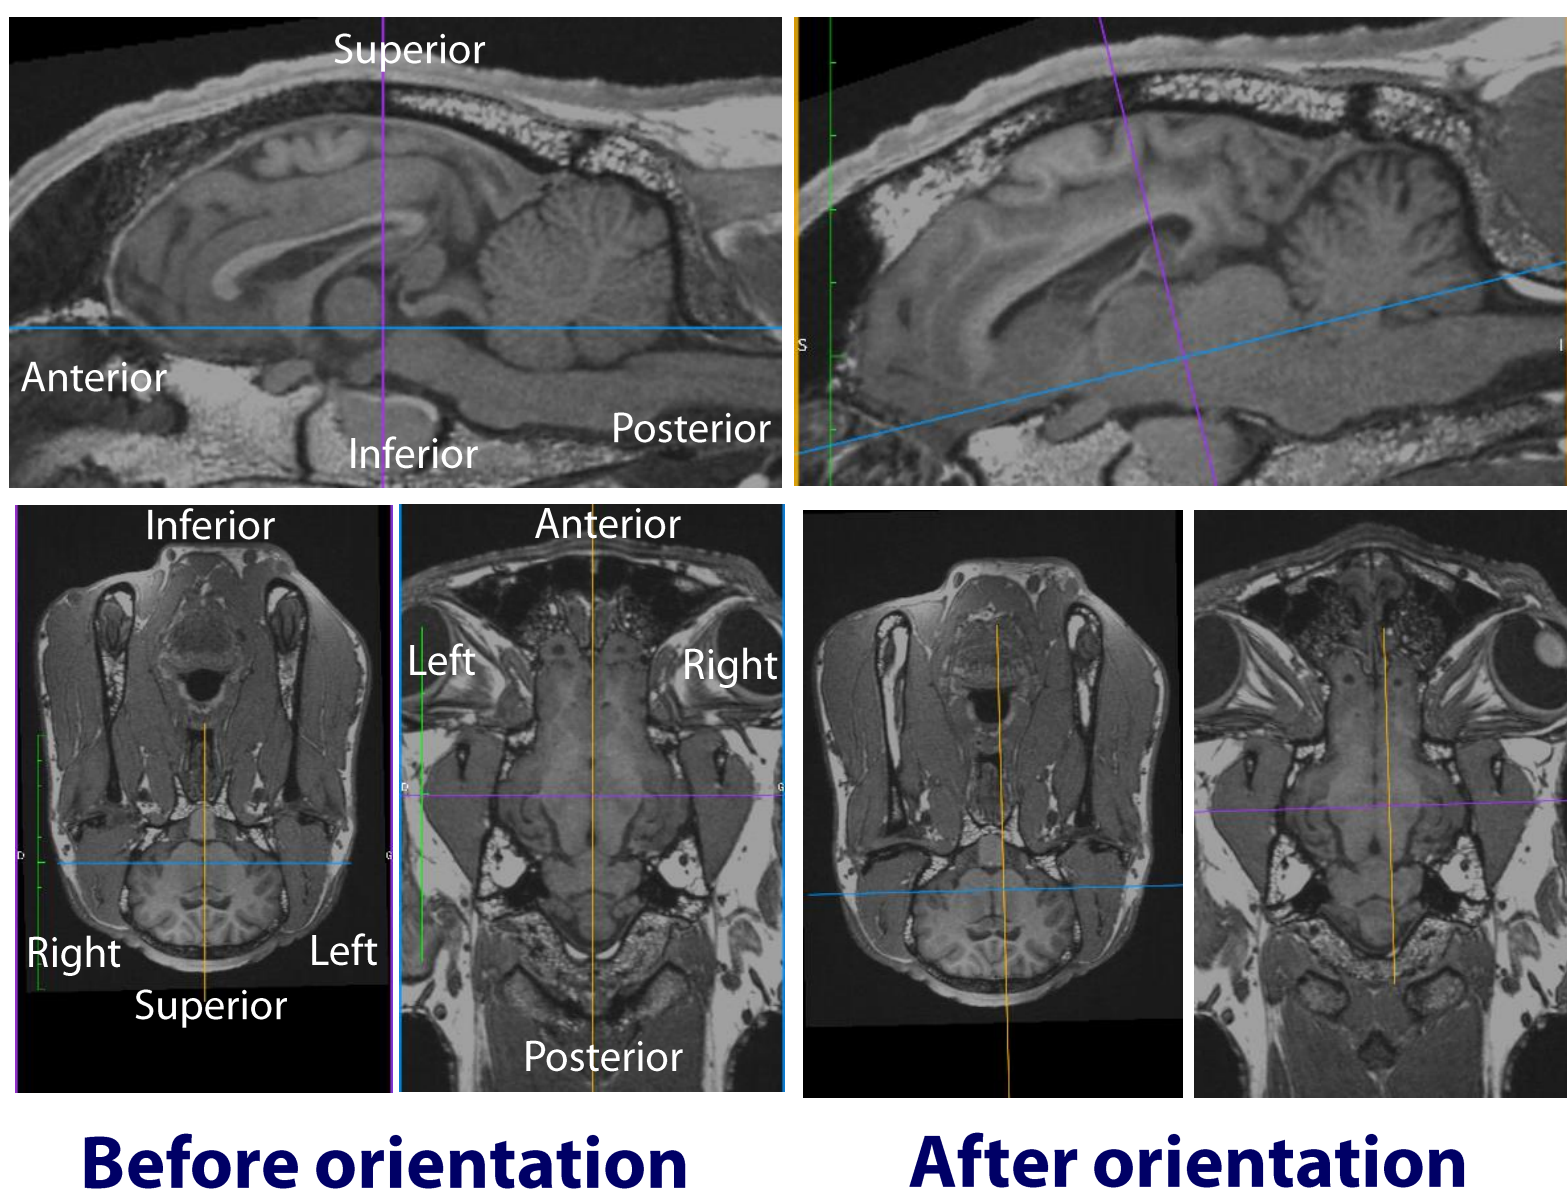 Superior
Anterior
Posterior
Inferior
S
I
Inferior
D
G
Right
Left
Superior
Anterior
Left
Right
D
G
Posterior
Before orientation
After orientation